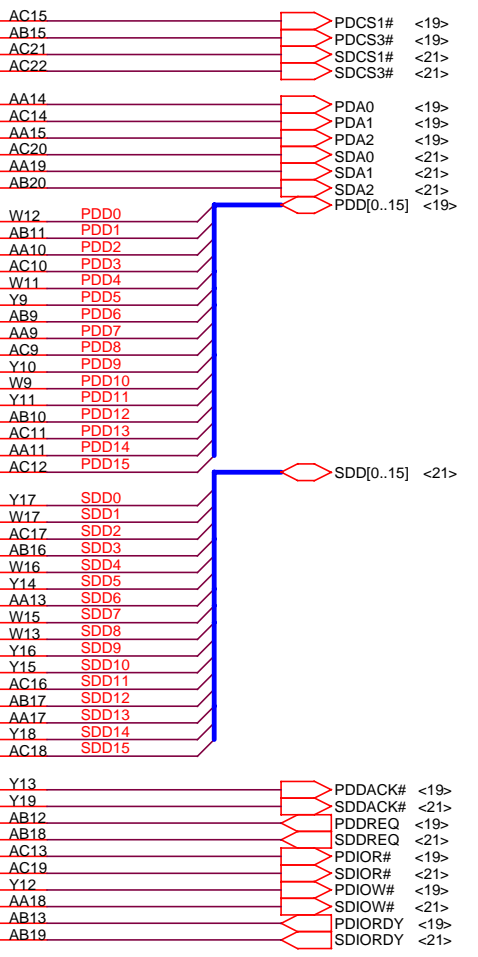 AC15 PDCS1# <19>
AB15 PDCS3# <19>
AC21 SDCS1# <21>
AC22 SDCS3# <21>
AA14 PDA0 <19>
AC14 PDA1 <19>
AA15 PDA2 <19>
AC20 SDA0 <21>
AA19 SDA1 <21>
AB20 SDA2 <21>
PDD[0..15] <19>
W12 PDD0
AB11 PDD1
AA10 PDD2
AC10 PDD3
W11 PDD4
Y9 PDD5
AB9 PDD6
AA9 PDD7
AC9 PDD8
Y10 PDD9
W9 PDD10
Y11 PDD11
AB10 PDD12
AC11 PDD13
AA11 PDD14
AC12 PDD15
SDD[0..15] <21>
Y17 SDD0
W17 SDD1
AC17 SDD2
AB16 SDD3
W16 SDD4
Y14 SDD5
AA13 SDD6
W15 SDD7
W13 SDD8
Y16 SDD9
Y15 SDD10
AC16 SDD11
AB17 SDD12
AA17 SDD13
Y18 SDD14
AC18 SDD15
Y13 PDDACK# <19>
Y19 SDDACK# <21>
AB12 PDDREQ <19>
AB18 SDDREQ <21>
AC13 PDIOR# <19>
AC19 SDIOR# <21>
Y12 PDIOW# <19>
AA18 SDIOW# <21>
AB13 PDIORDY <19>
AB19 SDIORDY <21>